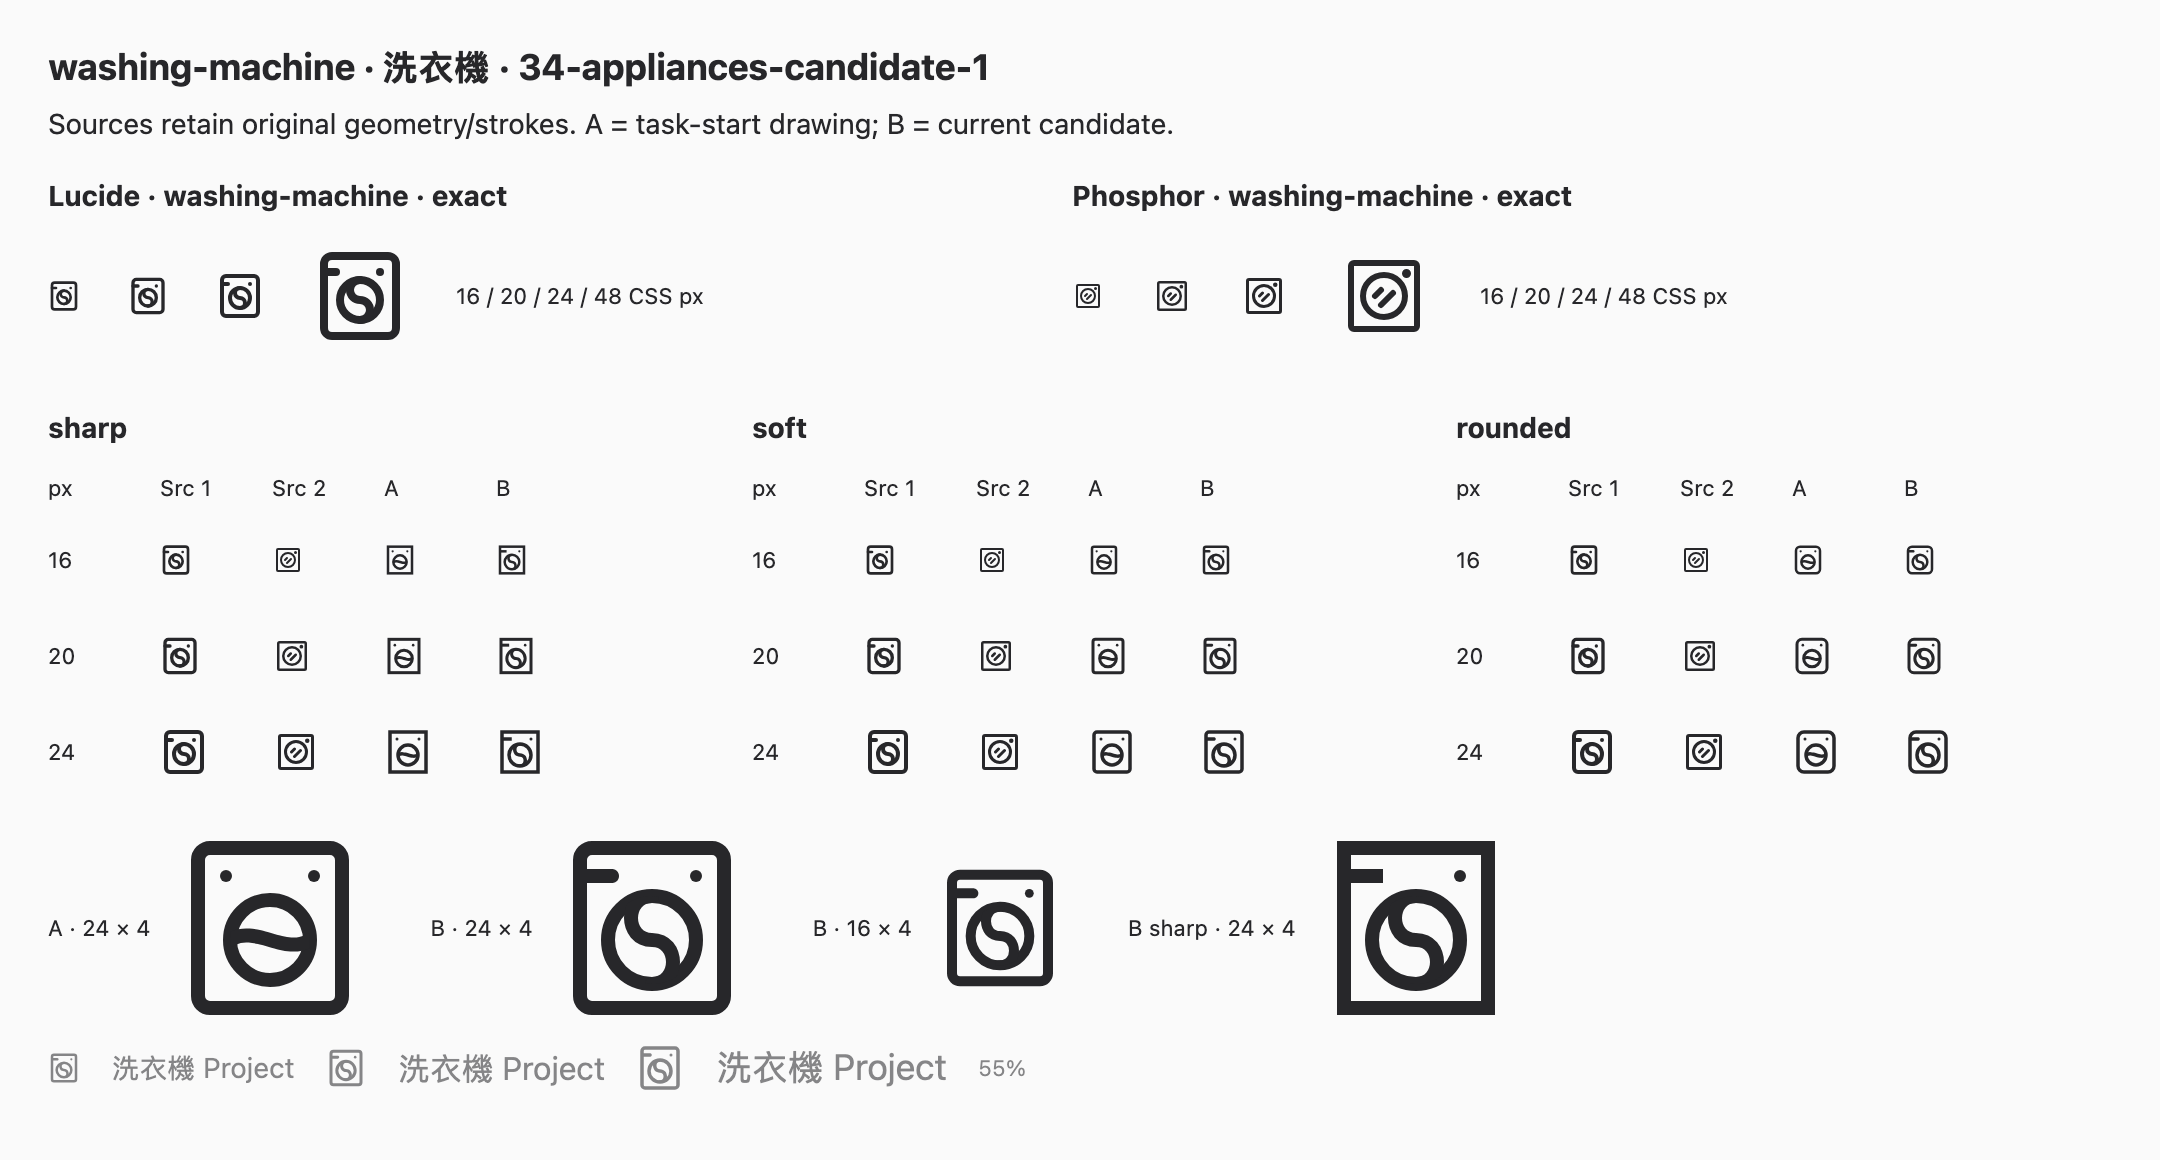 washing-machine · 洗衣機 · 34-appliances-candidate-1
Sources retain original geometry/strokes. A = task-start drawing; B = current candidate.
Lucide · washing-machine · exact
16 / 20 / 24 / 48 CSS px
Phosphor · washing-machine · exact
16 / 20 / 24 / 48 CSS px
sharp
px Src 1 Src 2 A B
16
20
24
soft
px Src 1 Src 2 A B
16
20
24
rounded
px Src 1 Src 2 A B
16
20
24
A · 24 × 4 B · 24 × 4 B · 16 × 4 B sharp · 24 × 4
洗衣機 Project 洗衣機 Project 洗衣機 Project 55%